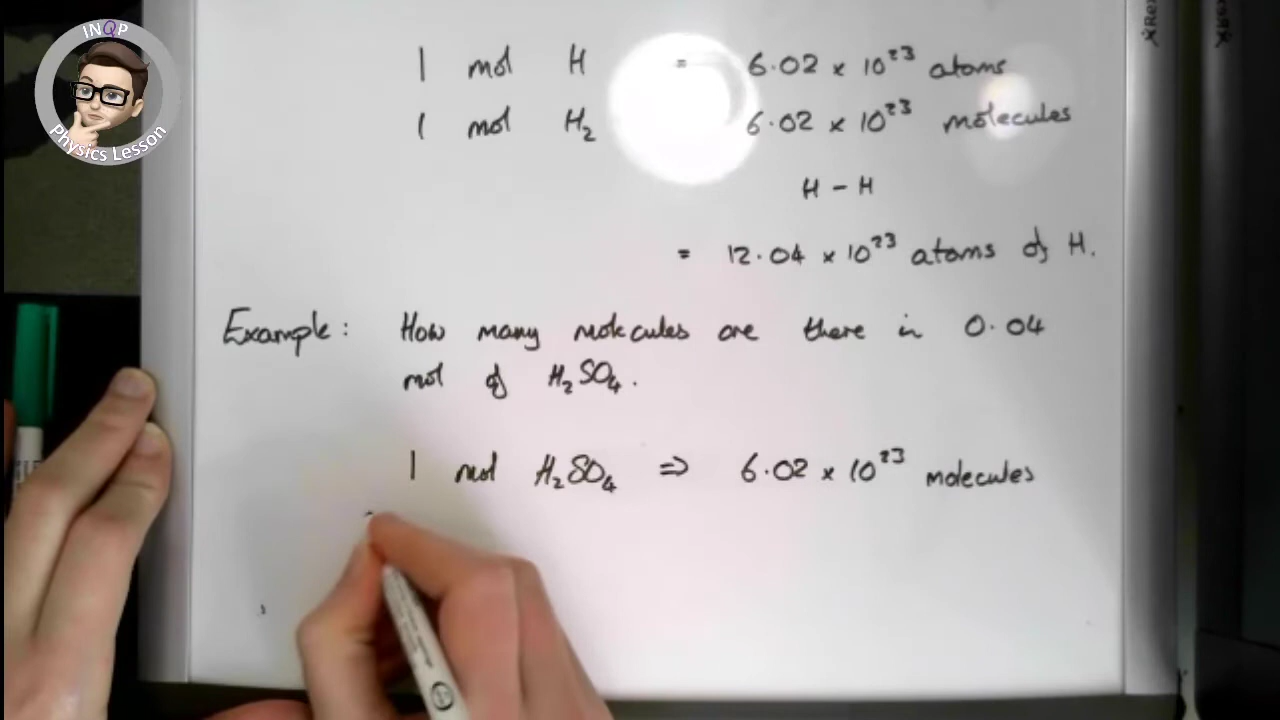 INQP
Physics Lesson
1 mol H = 6.02 × 10²³ atoms
1 mol H₂ 6.02 × 10²³ molecules
H – H
= 12.04 × 10²³ atoms of H.
Example: How many molecules are there in 0.04
mol of H₂SO₄.
1 mol H₂SO₄ ⇒ 6.02 × 10²³ molecules